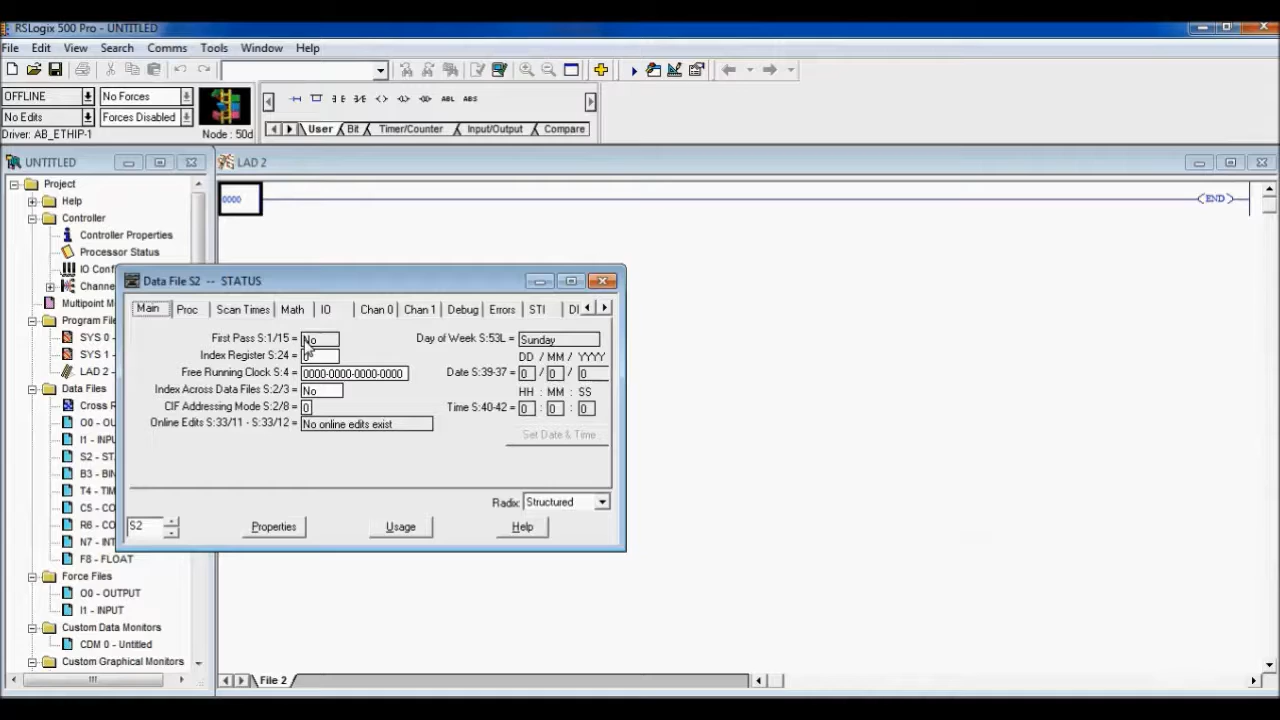 RSLogix 500 Pro - UNTITLED
File Edit View Search Comms Tools Window Help
OFFLINE No Forces
No Edits Forces Disabled
Driver: AB_ETHIP-1 Node : 50d
ABL ABS
User Bit Timer/Counter Input/Output Compare
UNTITLED
LAD 2
Project
Help
Controller
Controller Properties
Processor Status
IO Conf
Channe
Multipoint M
Program Fil
SYS 0 -
SYS 1 -
LAD 2 -
Data Files
Cross R
O0 - OU
I1 - INPU
S2 - ST
B3 - BIN
T4 - TIM
C5 - CO
R6 - CO
N7 - INT
F8 - FLOAT
Force Files
O0 - OUTPUT
I1 - INPUT
Custom Data Monitors
CDM 0 - Untitled
Custom Graphical Monitors
0000
END
Data File S2 -- STATUS
Main Proc Scan Times Math IO Chan 0 Chan 1 Debug Errors STI DI
First Pass S:1/15 = No
Index Register S:24 =
Free Running Clock S:4 = 0000-0000-0000-0000
Index Across Data Files S:2/3 = No
CIF Addressing Mode S:2/8 = 0
Online Edits S:33/11 - S:33/12 = No online edits exist
Day of Week S:53L = Sunday
DD / MM / YYYY
Date S:39-37 = 0 / 0 / 0
HH : MM : SS
Time S:40-42 = 0 : 0 : 0
Set Date & Time
Radix: Structured
S2 Properties Usage Help
File 2